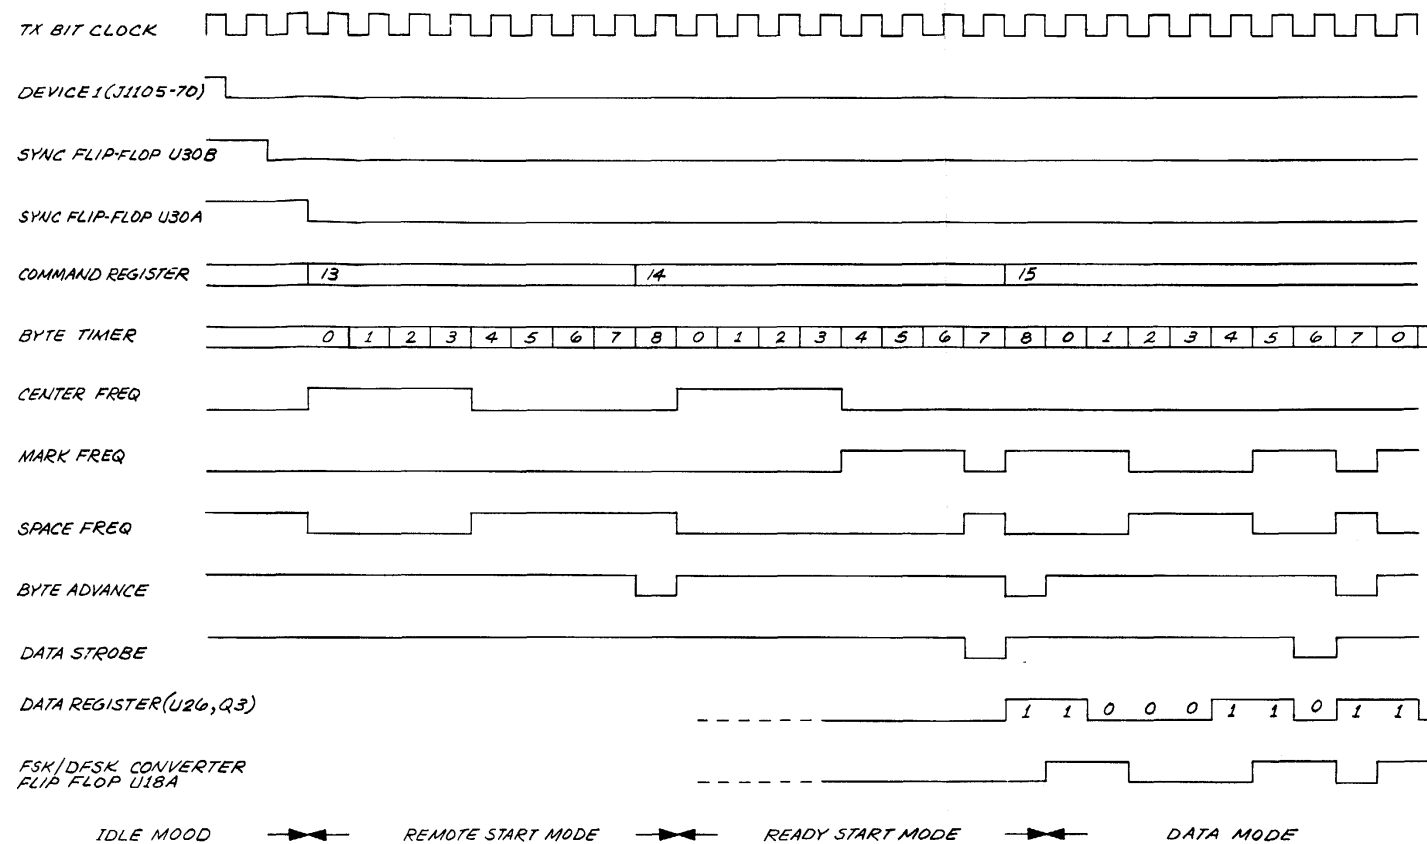 TX BIT CLOCK
DEVICE 1 (J1105-70)
SYNC FLIP-FLOP U30B
SYNC FLIP-FLOP U30A
COMMAND REGISTER 13 14 15
BYTE TIMER 0 1 2 3 4 5 6 7 8 0 1 2 3 4 5 6 7 8 0 1 2 3 4 5 6 7 0
CENTER FREQ
MARK FREQ
SPACE FREQ
BYTE ADVANCE
DATA STROBE
DATA REGISTER (U26, Q3) 1 1 0 0 0 1 1 0 1 1
FSK/DFSK CONVERTER
FLIP FLOP U18A
IDLE MOOD REMOTE START MODE READY START MODE DATA MODE